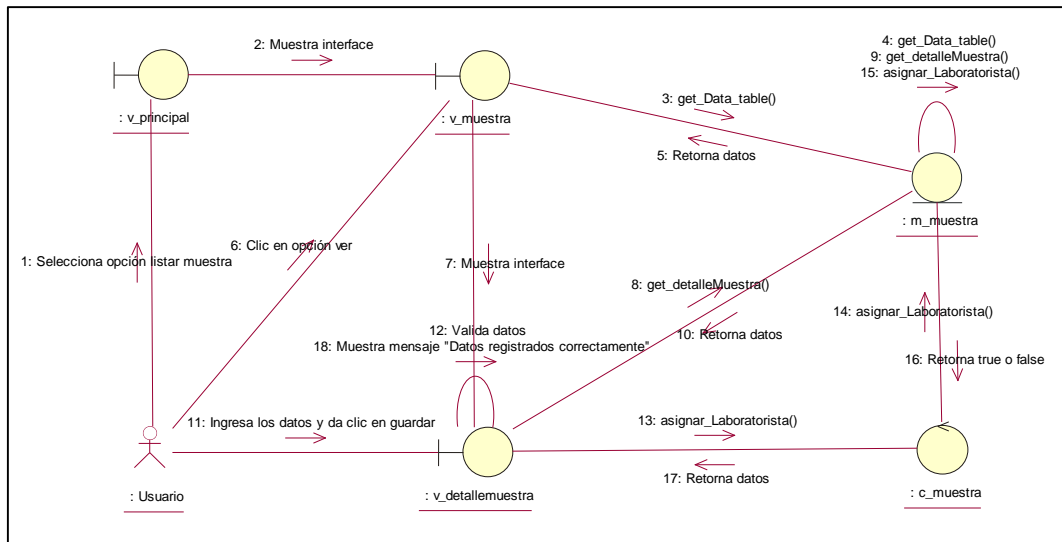 2: Muestra interface
4: get_Data_table()
9: get_detalleMuestra()
15: asignar_Laboratorista()
: v_principal
: v_muestra
3: get_Data_table()
5: Retorna datos
: m_muestra
1: Selecciona opción listar muestra
6: Clic en opción ver
7: Muestra interface
8: get_detalleMuestra()
10: Retorna datos
14: asignar_Laboratorista()
16: Retorna true o false
12: Valida datos
18: Muestra mensaje "Datos registrados correctamente"
11: Ingresa los datos y da clic en guardar
13: asignar_Laboratorista()
17: Retorna datos
: Usuario
: v_detallemuestra
: c_muestra